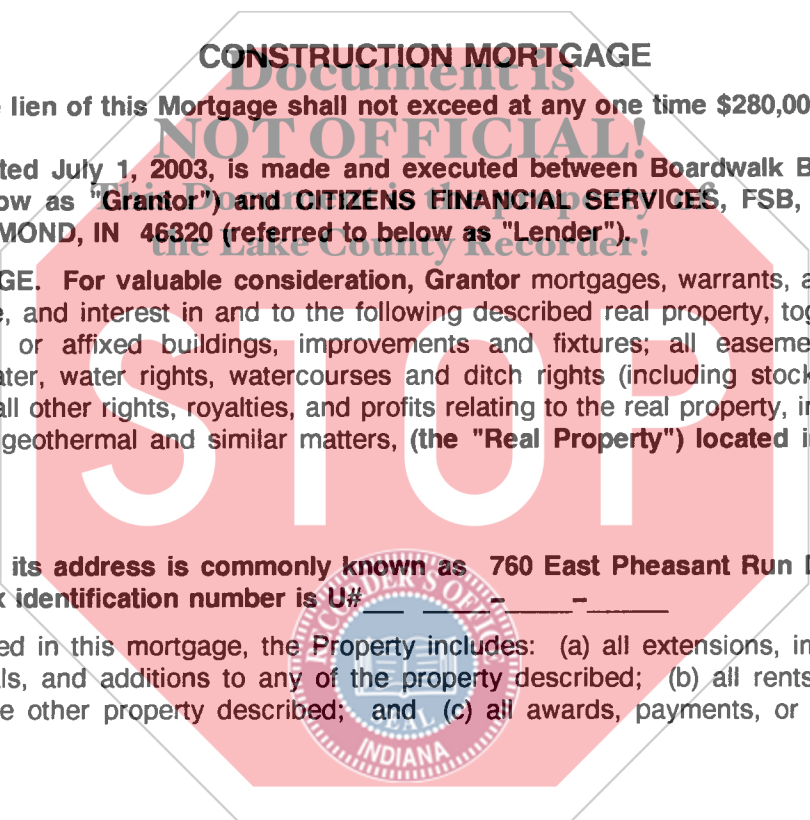 CONSTRUCTION MORTGAGE
Document is
lien of this Mortgage shall not exceed at any one time $280,00
NOT OFFICIAL!
ted July 1, 2003, is made and executed between Boardwalk B
This Document is the property of
ow as "Grantor") and CITIZENS FINANCIAL SERVICES, FSB,
MOND, IN 46320 (referred to below as "Lender").
the Lake County Recorder!
GE. For valuable consideration, Grantor mortgages, warrants, a
e, and interest in and to the following described real property, tog
or affixed buildings, improvements and fixtures; all easeme
ater, water rights, watercourses and ditch rights (including stock
all other rights, royalties, and profits relating to the real property, in
geothermal and similar matters, (the "Real Property") located i
STOP
its address is commonly known as 760 East Pheasant Run D
x identification number is U#__ ____-____-____
ed in this mortgage, the Property includes: (a) all extensions, im
ls, and additions to any of the property described; (b) all rents
e other property described; and (c) all awards, payments, or
RECORDER'S OFFICE
SEAL
INDIANA